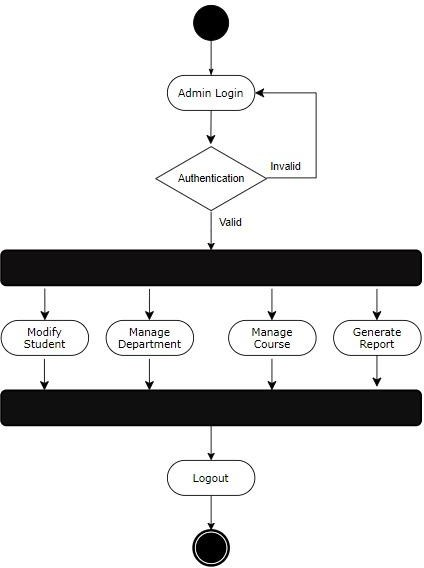 Admin Login
Authentication
Invalid
Valid
Modify
Student
Manage
Department
Manage
Course
Generate
Report
Logout